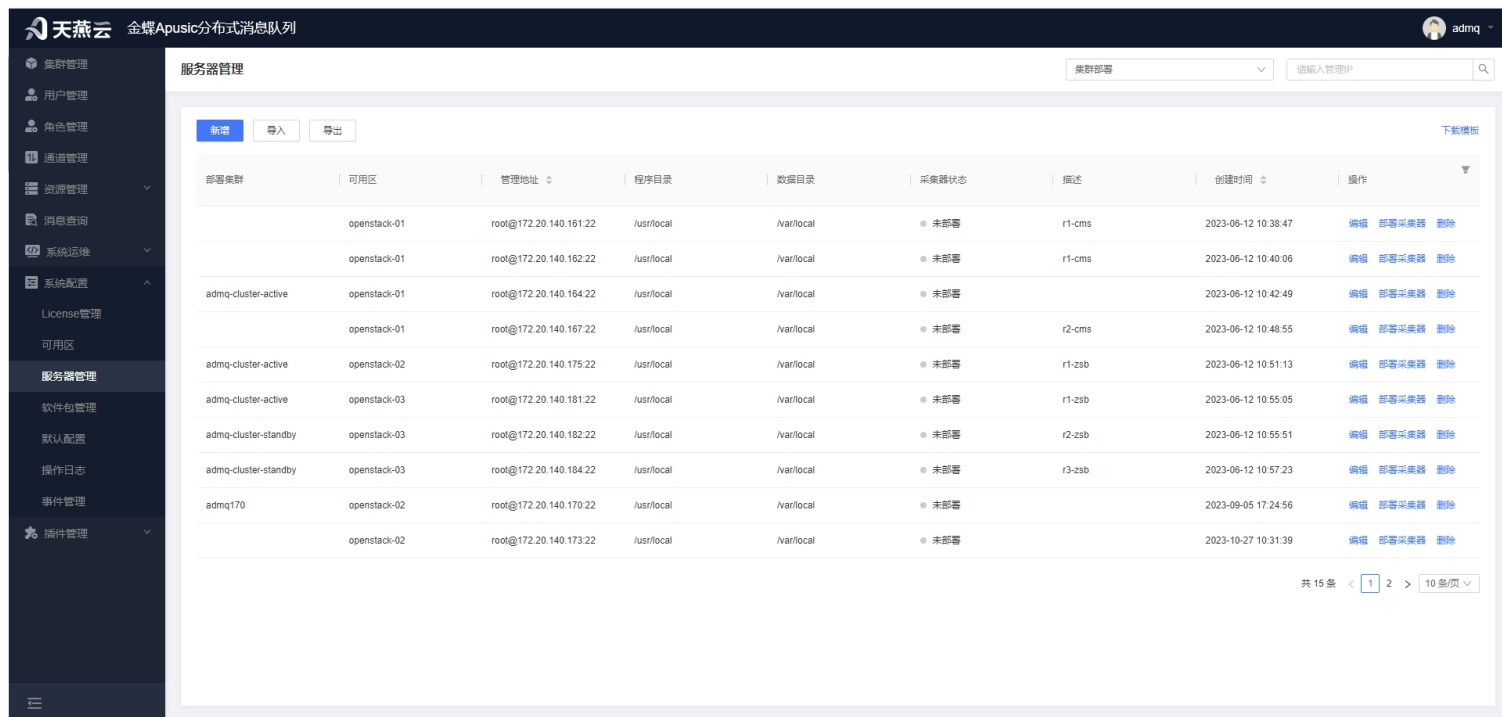 天燕云 金蝶Apusic分布式消息队列 admq
集群管理
用户管理
角色管理
通道管理
资源管理
消息查询
系统运维
系统配置
License管理
可用区
服务器管理
软件包管理
默认配置
操作日志
事件管理
插件管理
服务器管理 集群部署 请输入管理IP
新增 导入 导出 下载模板
部署集群 可用区 管理地址 程序目录 数据目录 采集器状态 描述 创建时间 操作
openstack-01 root@172.20.140.161:22 /usr/local /var/local 未部署 r1-cms 2023-06-12 10:38:47 编辑 部署采集器 删除
openstack-01 root@172.20.140.162:22 /usr/local /var/local 未部署 r1-cms 2023-06-12 10:40:06 编辑 部署采集器 删除
admq-cluster-active openstack-01 root@172.20.140.164:22 /usr/local /var/local 未部署 2023-06-12 10:42:49 编辑 部署采集器 删除
openstack-01 root@172.20.140.167:22 /usr/local /var/local 未部署 r2-cms 2023-06-12 10:48:55 编辑 部署采集器 删除
admq-cluster-active openstack-02 root@172.20.140.175:22 /usr/local /var/local 未部署 r1-zsb 2023-06-12 10:51:13 编辑 部署采集器 删除
admq-cluster-active openstack-03 root@172.20.140.181:22 /usr/local /var/local 未部署 r1-zsb 2023-06-12 10:55:05 编辑 部署采集器 删除
admq-cluster-standby openstack-03 root@172.20.140.182:22 /usr/local /var/local 未部署 r2-zsb 2023-06-12 10:55:51 编辑 部署采集器 删除
admq-cluster-standby openstack-03 root@172.20.140.184:22 /usr/local /var/local 未部署 r3-zsb 2023-06-12 10:57:23 编辑 部署采集器 删除
admq170 openstack-02 root@172.20.140.170:22 /usr/local /var/local 未部署 2023-09-05 17:24:56 编辑 部署采集器 删除
openstack-02 root@172.20.140.173:22 /usr/local /var/local 未部署 2023-10-27 10:31:39 编辑 部署采集器 删除
共 15 条 < 1 2 > 10 条/页